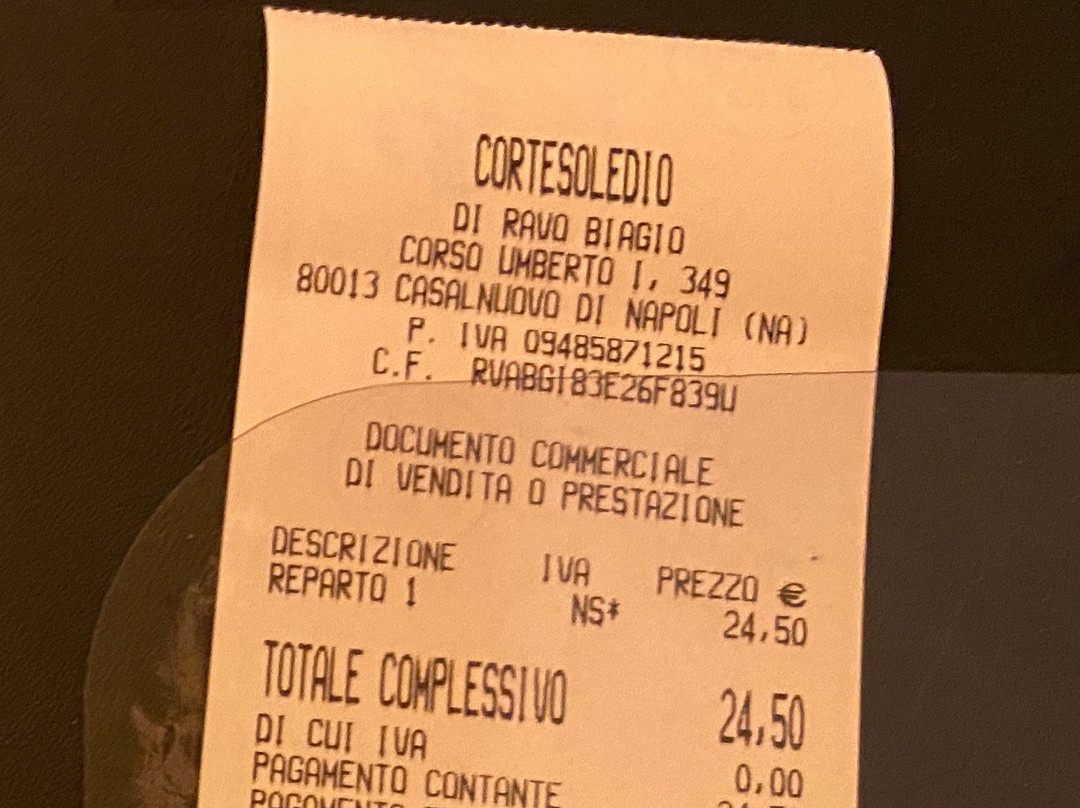 CORTESOLEDIO
DI RAVO BIAGIO
CORSO UMBERTO I, 349
80013 CASALNUOVO DI NAPOLI (NA)
P. IVA 09485871215
C.F. RVABGI83E26F839U
DOCUMENTO COMMERCIALE
DI VENDITA O PRESTAZIONE
DESCRIZIONE IVA PREZZO €
REPARTO 1 NS* 24,50
TOTALE COMPLESSIVO 24,50
DI CUI IVA 0,00
PAGAMENTO CONTANTE